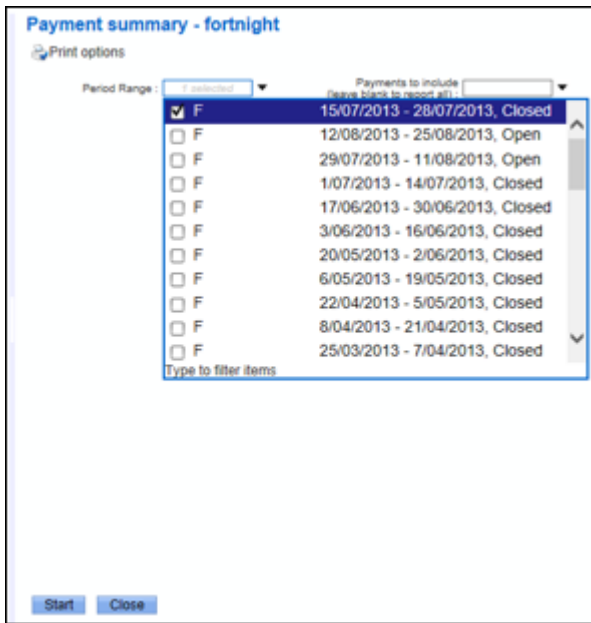 Payment summary - fortnight
Print options
Period Range : 1 selected
Payments to include
(leave blank to report all) :
F 15/07/2013 - 28/07/2013, Closed
F 12/08/2013 - 25/08/2013, Open
F 29/07/2013 - 11/08/2013, Open
F 1/07/2013 - 14/07/2013, Closed
F 17/06/2013 - 30/06/2013, Closed
F 3/06/2013 - 16/06/2013, Closed
F 20/05/2013 - 2/06/2013, Closed
F 6/05/2013 - 19/05/2013, Closed
F 22/04/2013 - 5/05/2013, Closed
F 8/04/2013 - 21/04/2013, Closed
F 25/03/2013 - 7/04/2013, Closed
Type to filter items
Start Close